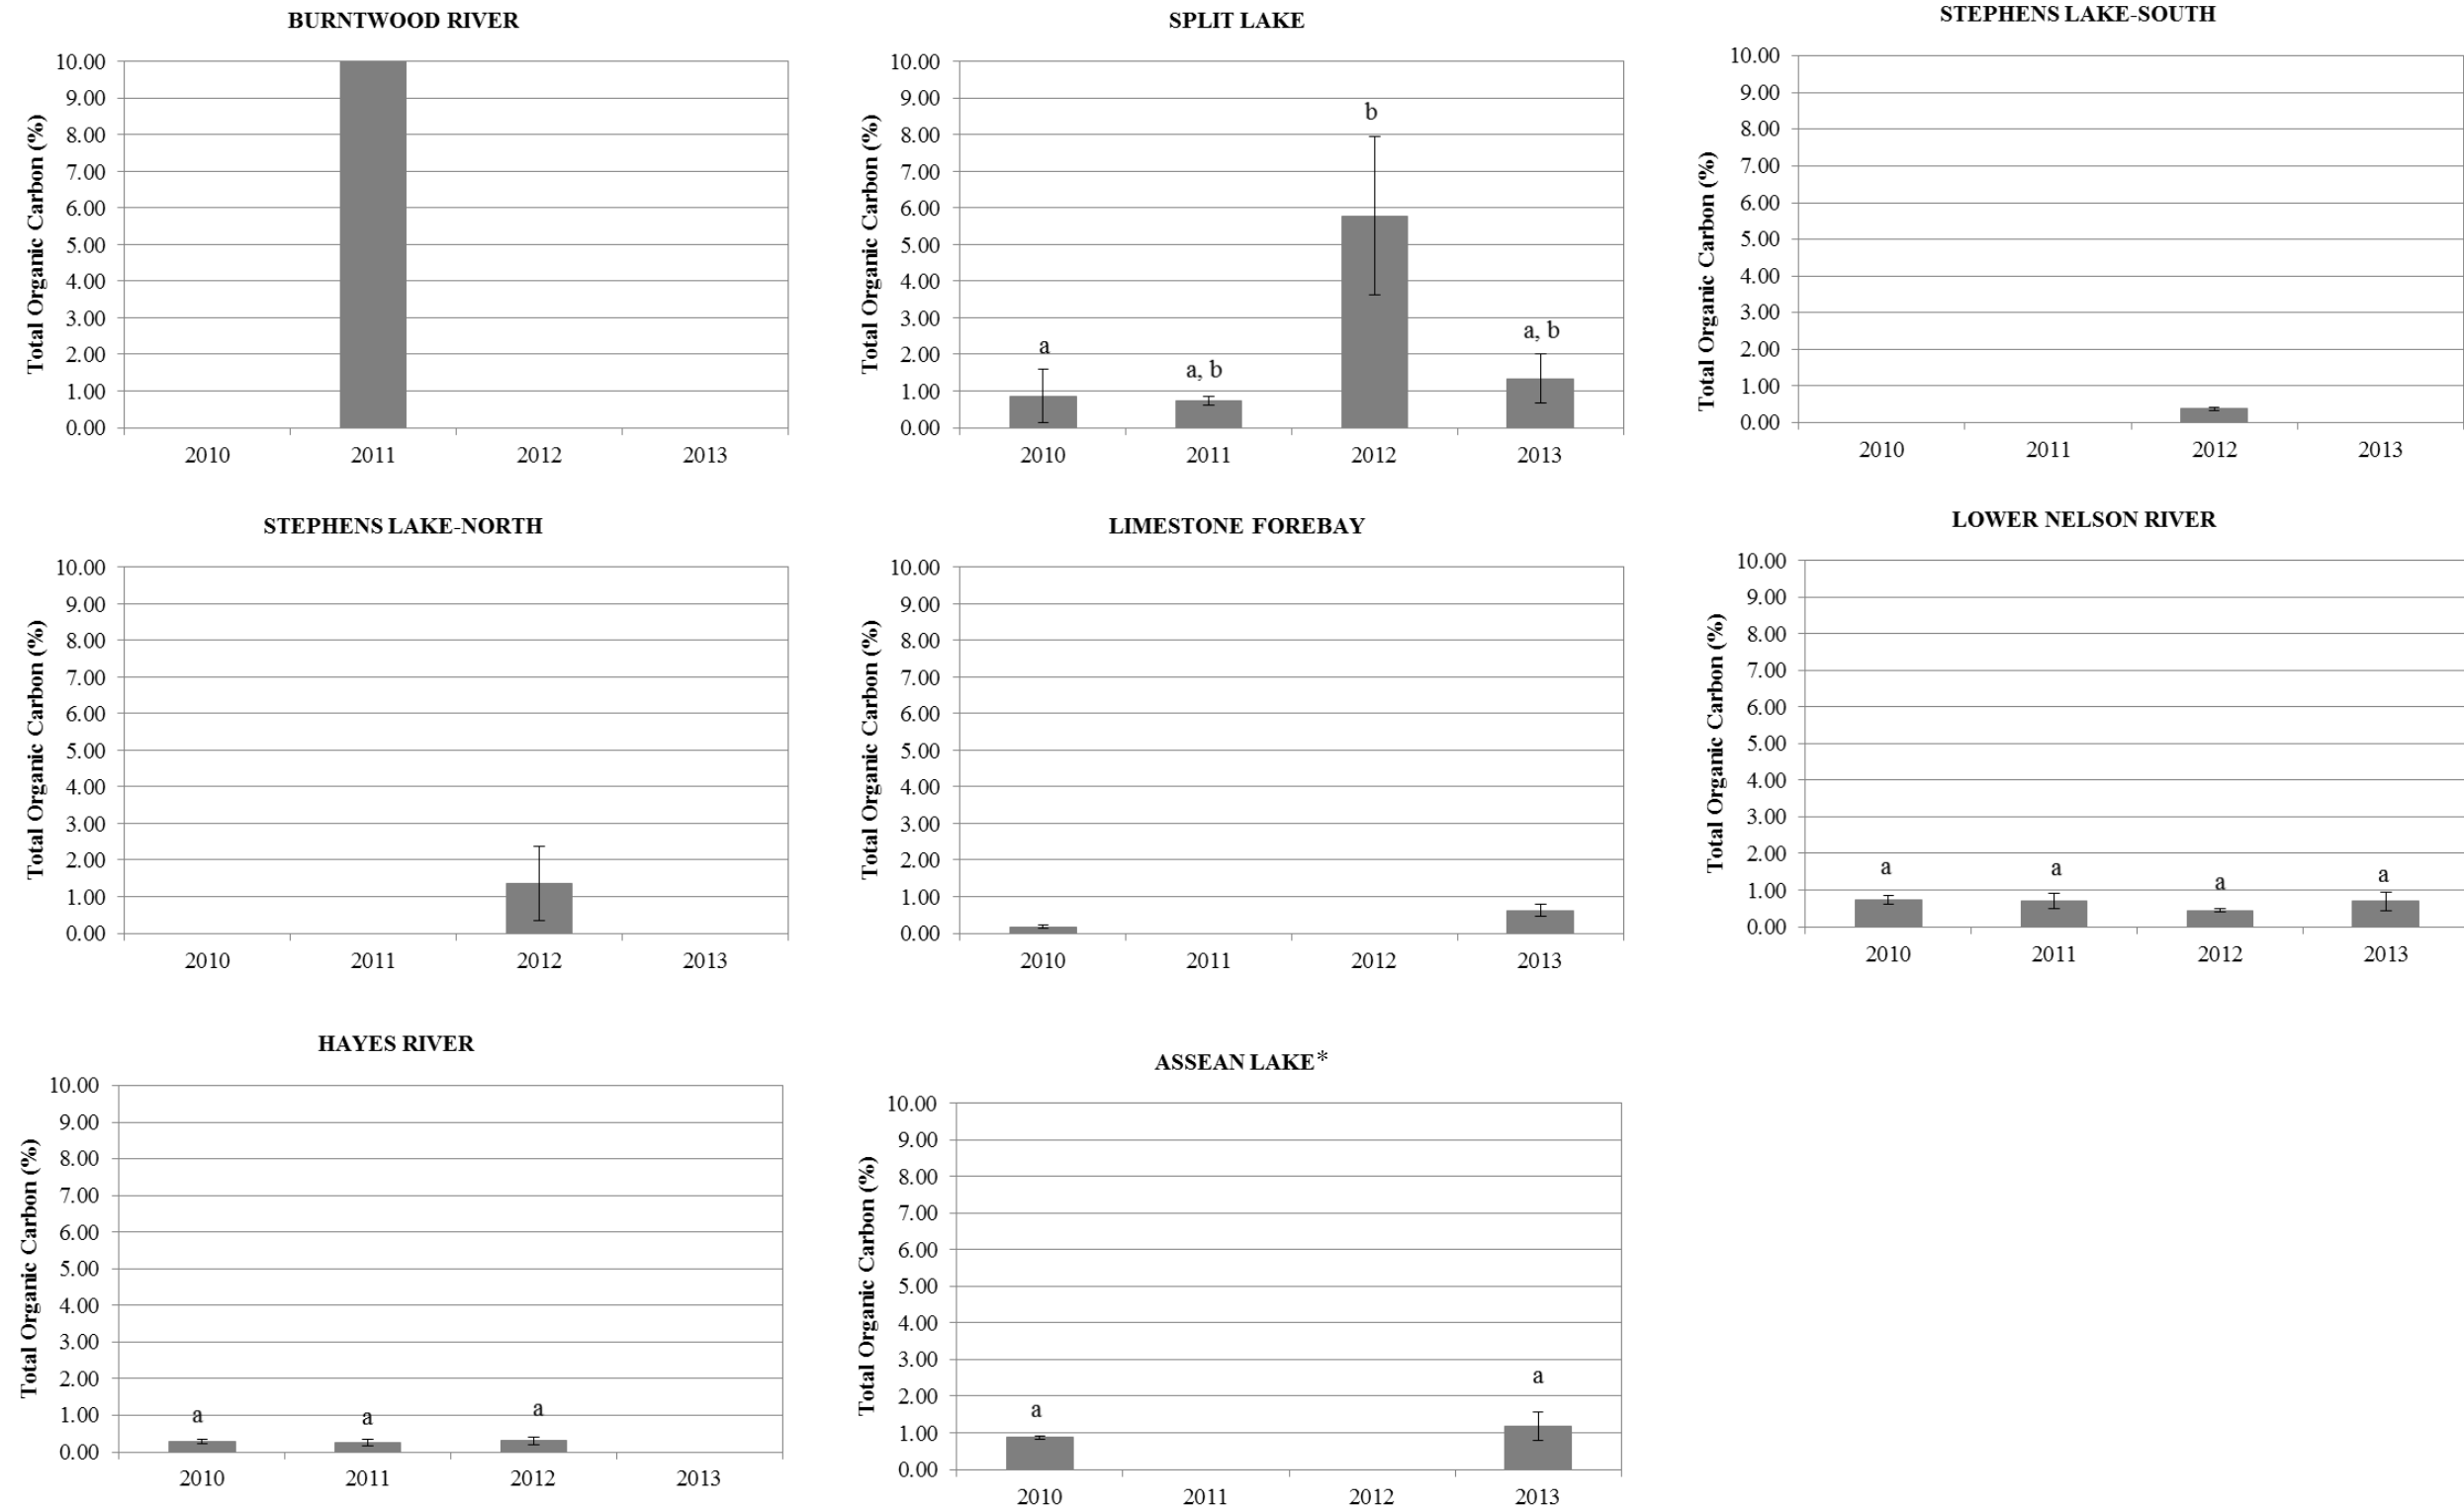 BURNTWOOD RIVER
Total Organic Carbon (%)
10.00
9.00
8.00
7.00
6.00
5.00
4.00
3.00
2.00
1.00
0.00
2010 2011 2012 2013
SPLIT LAKE
Total Organic Carbon (%)
10.00
9.00
8.00
7.00
6.00
5.00
4.00
3.00
2.00
1.00
0.00
a
a, b
b
a, b
2010 2011 2012 2013
STEPHENS LAKE-SOUTH
Total Organic Carbon (%)
10.00
9.00
8.00
7.00
6.00
5.00
4.00
3.00
2.00
1.00
0.00
2010 2011 2012 2013
STEPHENS LAKE-NORTH
Total Organic Carbon (%)
10.00
9.00
8.00
7.00
6.00
5.00
4.00
3.00
2.00
1.00
0.00
2010 2011 2012 2013
LIMESTONE FOREBAY
Total Organic Carbon (%)
10.00
9.00
8.00
7.00
6.00
5.00
4.00
3.00
2.00
1.00
0.00
2010 2011 2012 2013
LOWER NELSON RIVER
Total Organic Carbon (%)
10.00
9.00
8.00
7.00
6.00
5.00
4.00
3.00
2.00
1.00
0.00
a
a
a
a
2010 2011 2012 2013
HAYES RIVER
Total Organic Carbon (%)
10.00
9.00
8.00
7.00
6.00
5.00
4.00
3.00
2.00
1.00
0.00
a
a
a
2010 2011 2012 2013
ASSEAN LAKE*
Total Organic Carbon (%)
10.00
9.00
8.00
7.00
6.00
5.00
4.00
3.00
2.00
1.00
0.00
a
a
2010 2011 2012 2013